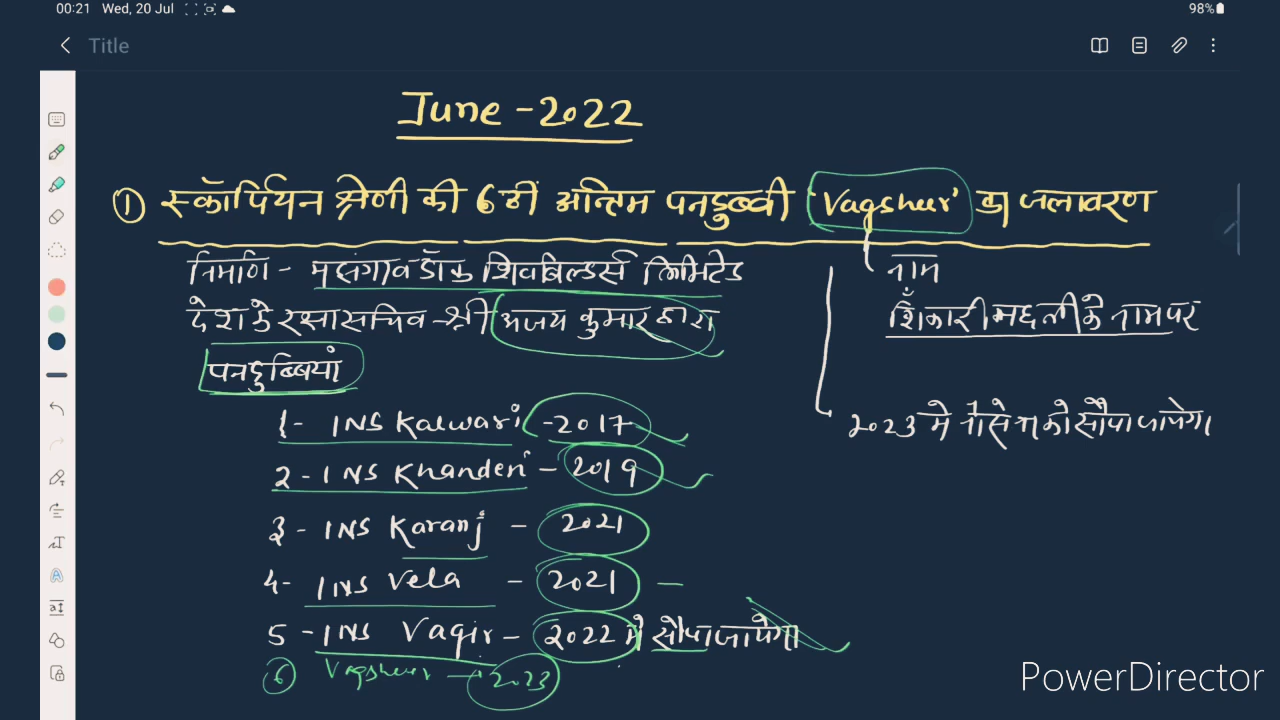 00:21 Wed, 20 Jul 98%
Title
June - 2022
① स्कॉर्पियन श्रेणी की 6वीं अन्तिम पनडुब्बी 'Vagsheer' का जलावरण
निर्माण - मझगांव डॉक शिपबिल्डर्स लिमिटेड
देश के रक्षासचिव - श्री अजय कुमार द्वारा
नाम
शिकारी मछली के नाम पर
पनडुब्बियां
1- INS Kalwari - 2017
2 - INS Khanderi - 2019
3 - INS Karanj - 2021
4- INS Vela - 2021 -
5 - INS Vagir - 2022 में सौंपा जायेगा
⑥ Vagsheer - 2023
2023 में नौसेना को सौंपा जायेगा
PowerDirector